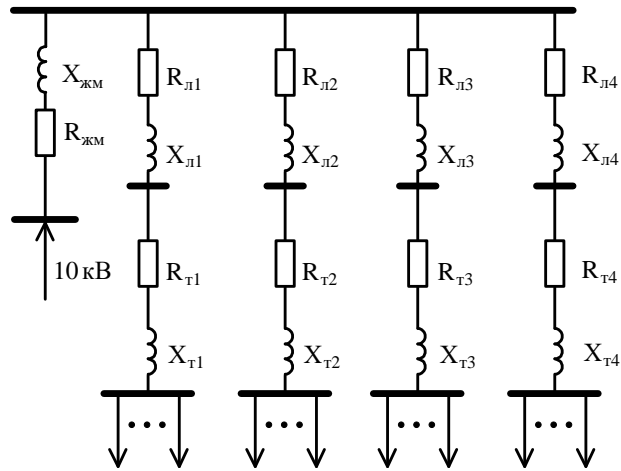 Xжм
Rл1
Rл2
Rл3
Rл4
Rжм
Xл1
Xл2
Xл3
Xл4
10 кВ
Rт1
Rт2
Rт3
Rт4
Xт1
Xт2
Xт3
Xт4